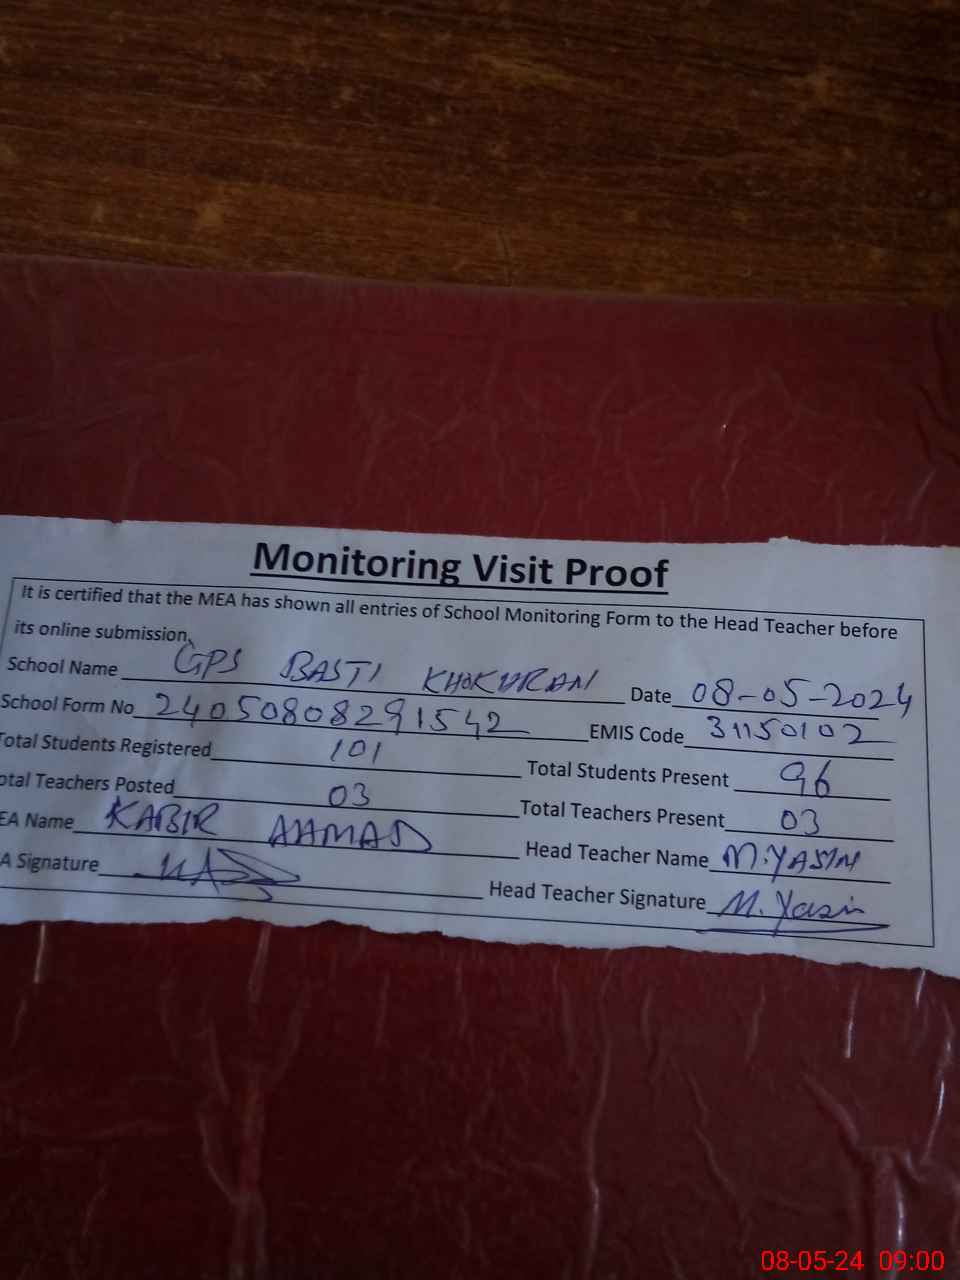 Monitoring Visit Proof
It is certified that the MEA has shown all entries of School Monitoring Form to the Head Teacher before
its online submission.
School Name GPS BASTI KHOKHRAN Date 08-05-2024
School Form No 24050808291542 EMIS Code 31150102
Total Students Registered 101 Total Students Present 96
otal Teachers Posted 03 Total Teachers Present 03
EA Name KABIR AHMAD Head Teacher Name M.YASIN
A Signature Head Teacher Signature M. Yasin
08-05-24 09:00